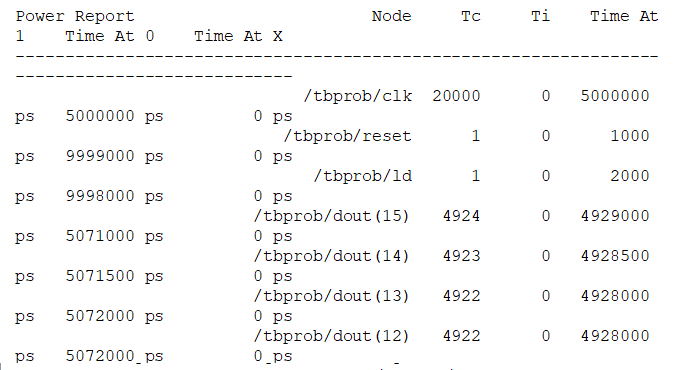 Power Report Node Tc Ti Time At
1 Time At 0 Time At X
-----------------------------------------------------------------
----------------------------
/tbprob/clk 20000 0 5000000
ps 5000000 ps 0 ps
/tbprob/reset 1 0 1000
ps 9999000 ps 0 ps
/tbprob/ld 1 0 2000
ps 9998000 ps 0 ps
/tbprob/dout(15) 4924 0 4929000
ps 5071000 ps 0 ps
/tbprob/dout(14) 4923 0 4928500
ps 5071500 ps 0 ps
/tbprob/dout(13) 4922 0 4928000
ps 5072000 ps 0 ps
/tbprob/dout(12) 4922 0 4928000
ps 5072000 ps 0 ps